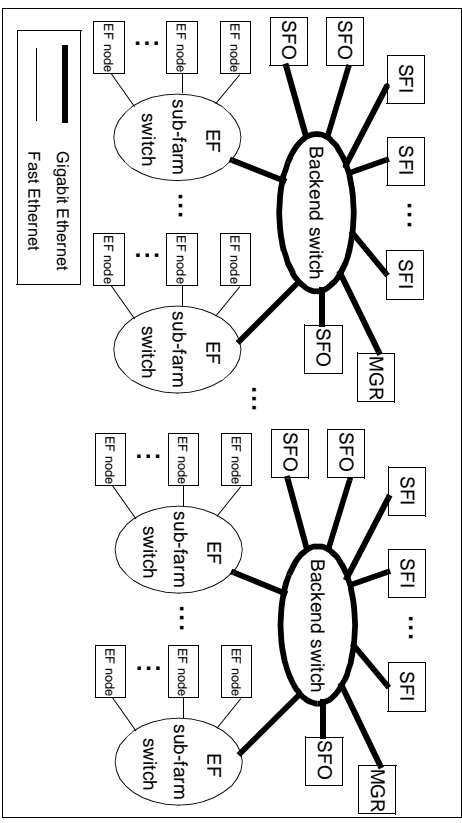 SFI
SFI
...
SFI
MGR
SFO
SFO
Backend switch
SFO
EF
sub-farm
switch
EF node
EF node
...
EF node
...
EF
sub-farm
switch
EF node
EF node
...
EF node
...
SFI
SFI
...
SFI
MGR
SFO
SFO
Backend switch
SFO
EF
sub-farm
switch
EF node
EF node
...
EF node
...
EF
sub-farm
switch
EF node
EF node
...
EF node
Gigabit Ethernet
Fast Ethernet